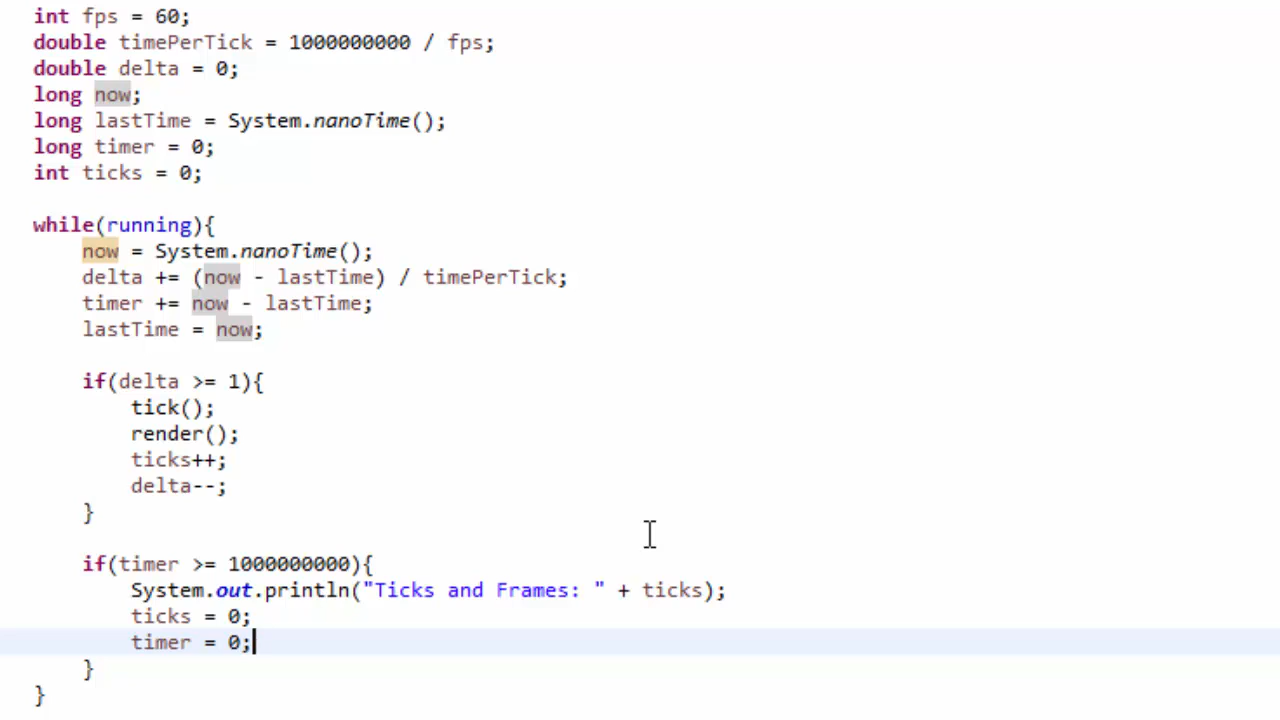 int fps = 60;
double timePerTick = 1000000000 / fps;
double delta = 0;
long now;
long lastTime = System.nanoTime();
long timer = 0;
int ticks = 0;
while(running){
now = System.nanoTime();
delta += (now - lastTime) / timePerTick;
timer += now - lastTime;
lastTime = now;
if(delta >= 1){
tick();
render();
ticks++;
delta--;
}
if(timer >= 1000000000){
System.out.println("Ticks and Frames: " + ticks);
ticks = 0;
timer = 0;
}
}